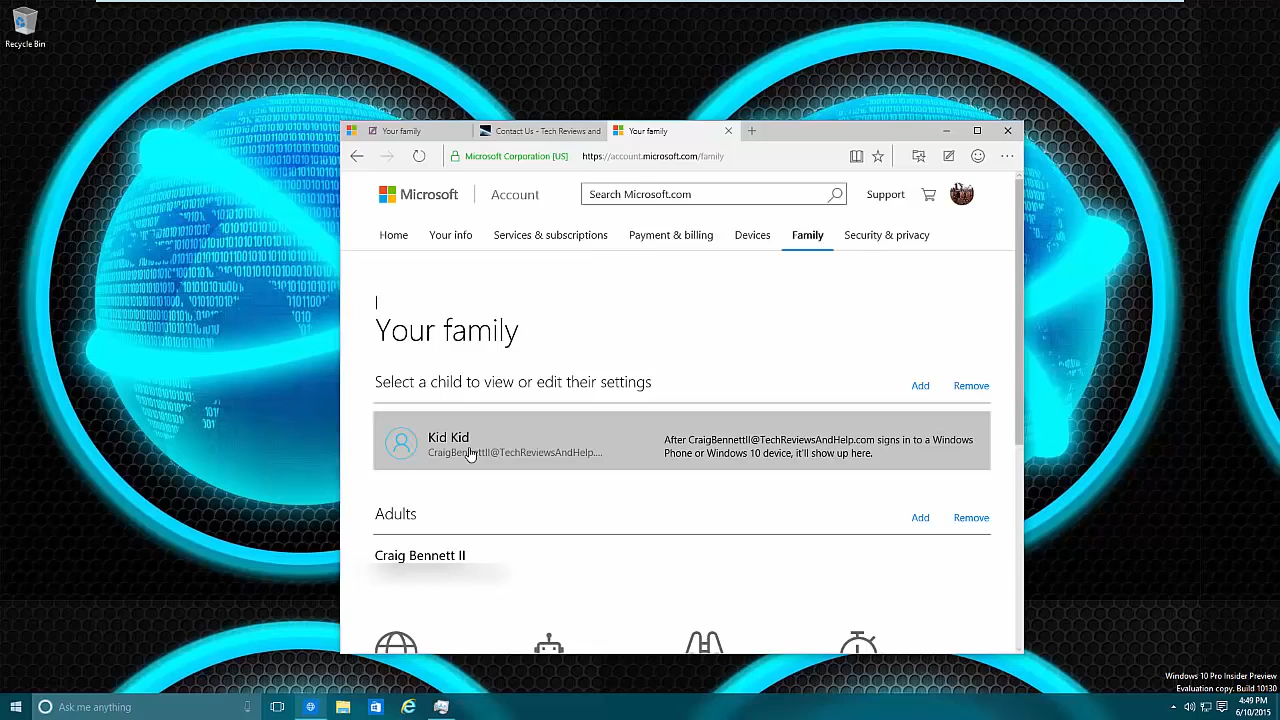 Recycle Bin
Your family
Contact Us - Tech Reviews and
Your family
Microsoft Corporation [US]
https://account.microsoft.com/family
Microsoft
Account
Search Microsoft.com
Support
Home
Your info
Services & subscriptions
Payment & billing
Devices
Family
Security & privacy
Your family
Select a child to view or edit their settings
Add
Remove
Kid Kid
CraigBennettII@TechReviewsAndHelp....
After CraigBennettII@TechReviewsAndHelp.com signs in to a Windows
Phone or Windows 10 device, it'll show up here.
Adults
Add
Remove
Craig Bennett II
Windows 10 Pro Insider Preview
Evaluation copy. Build 10130
Ask me anything
4:49 PM
6/10/2015